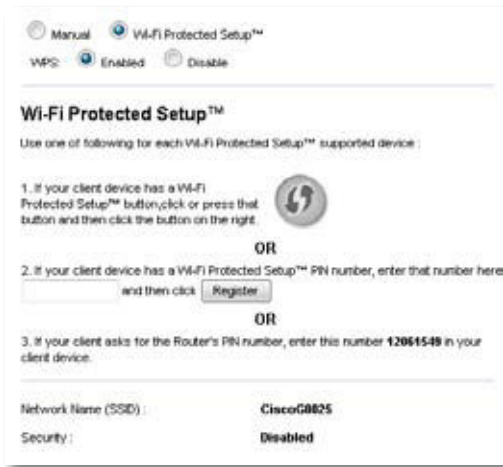 Manual Wi-Fi Protected Setup™
WPS: Enabled Disable
Wi-Fi Protected Setup™
Use one of following for each Wi-Fi Protected Setup™ supported device :
1. If your client device has a Wi-Fi
Protected Setup™ button,click or press that
button and then click the button on the right.
OR
2. If your client device has a Wi-Fi Protected Setup™ PIN number, enter that number here
and then click Register
OR
3. If your client asks for the Router's PIN number, enter this number 12061549 in your
client device.
Network Name (SSID) : CiscoG0025
Security : Disabled